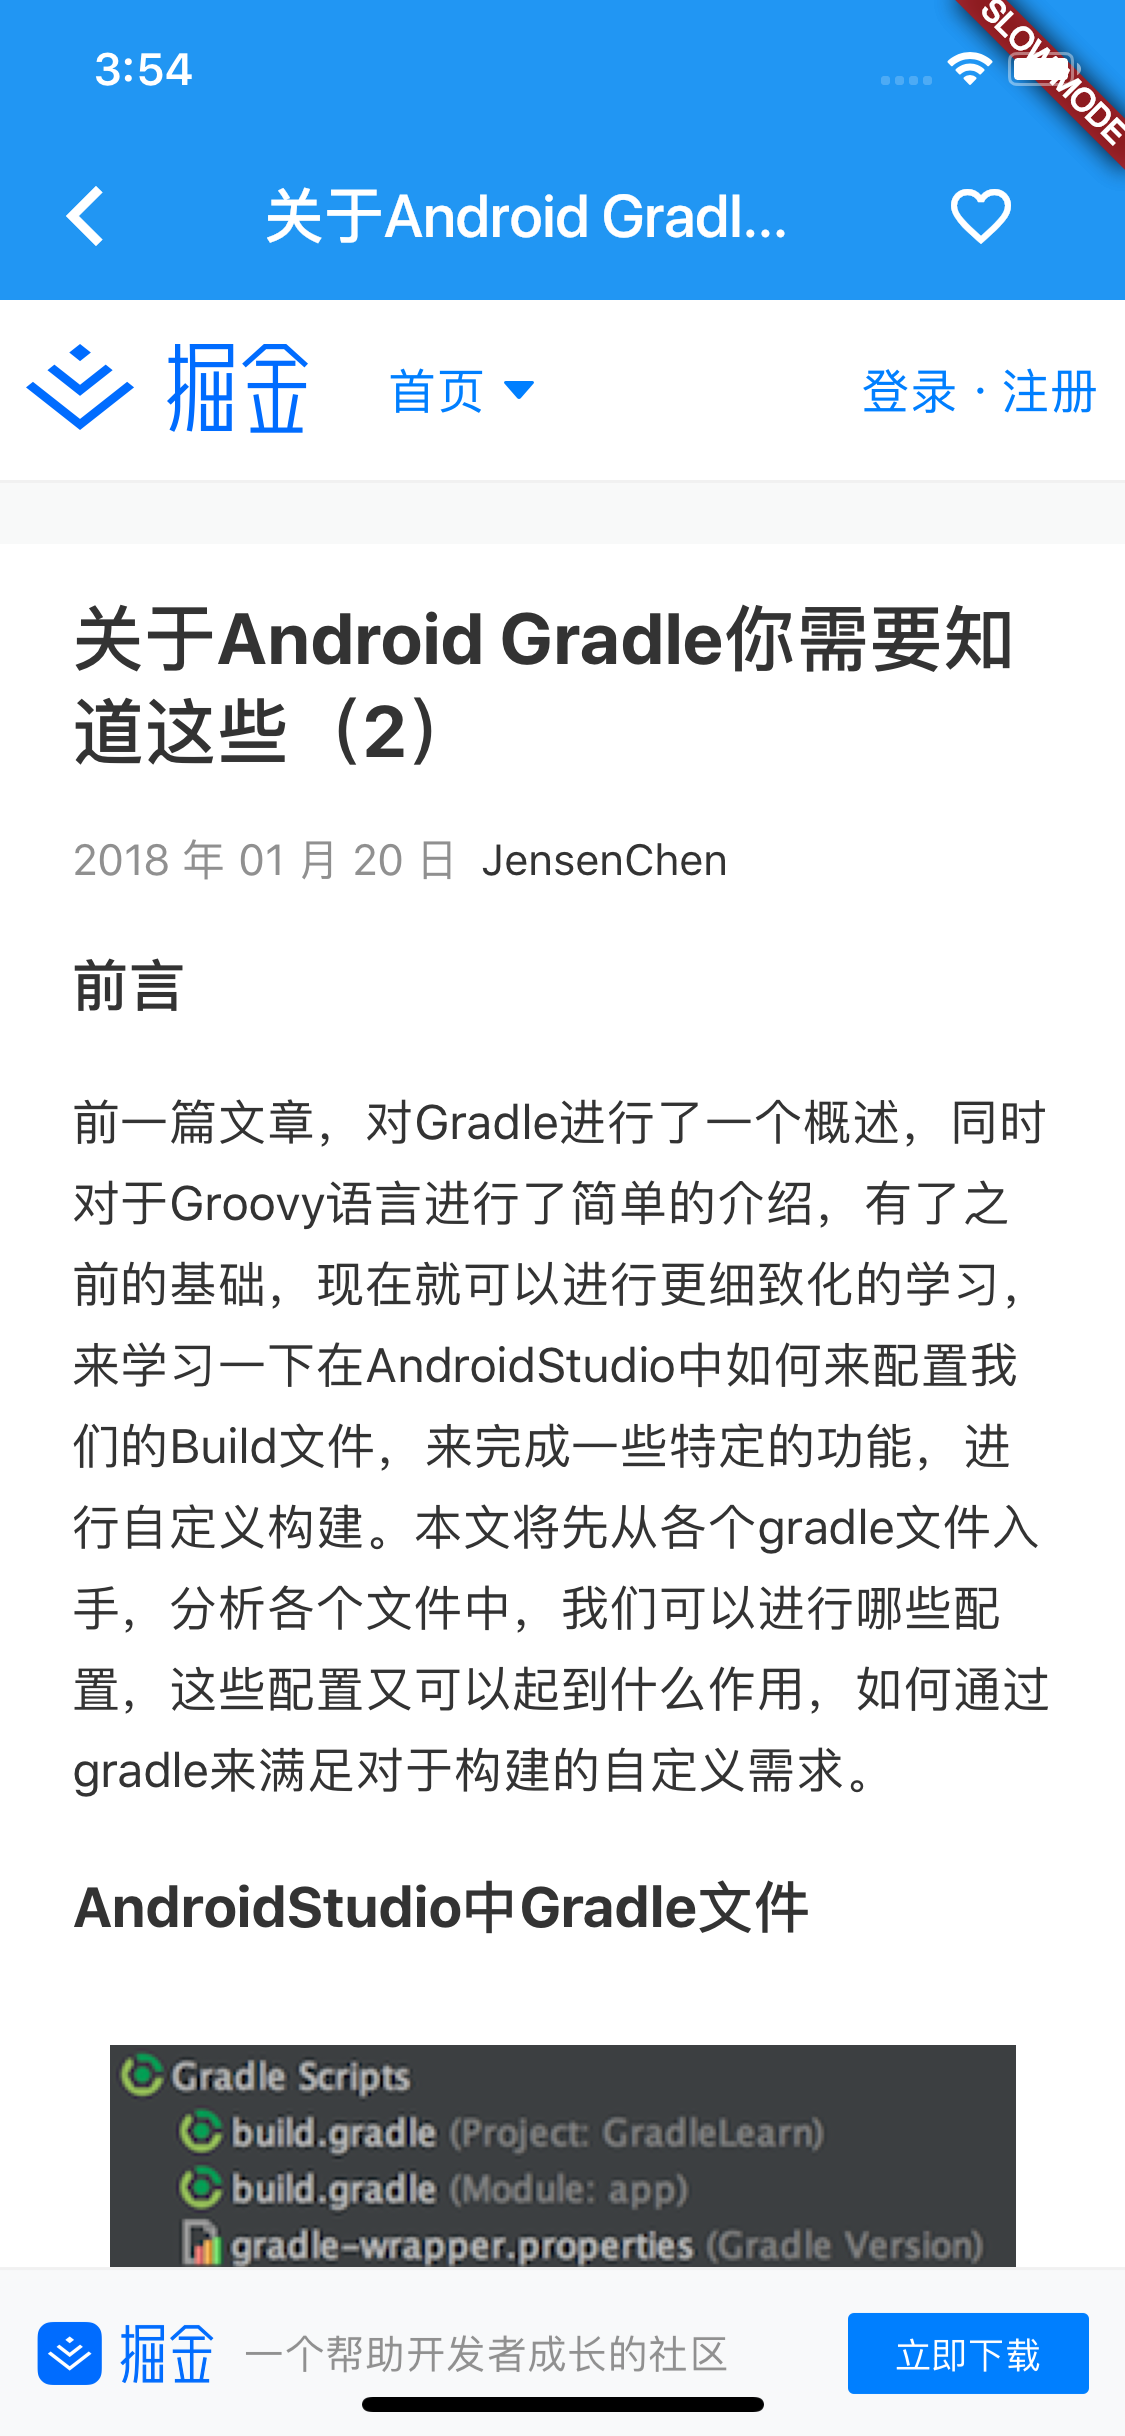 3:54
SLOW MODE
关于Android Gradl...
掘金 首页 登录 · 注册
关于Android Gradle你需要知
道这些（2）
2018 年 01 月 20 日 JensenChen
前言
前一篇文章，对Gradle进行了一个概述，同时
对于Groovy语言进行了简单的介绍，有了之
前的基础，现在就可以进行更细致化的学习，
来学习一下在AndroidStudio中如何来配置我
们的Build文件，来完成一些特定的功能，进
行自定义构建。本文将先从各个gradle文件入
手，分析各个文件中，我们可以进行哪些配
置，这些配置又可以起到什么作用，如何通过
gradle来满足对于构建的自定义需求。
AndroidStudio中Gradle文件
Gradle Scripts
build.gradle (Project: GradleLearn)
build.gradle (Module: app)
gradle-wrapper.properties (Gradle Version)
掘金 一个帮助开发者成长的社区 立即下载